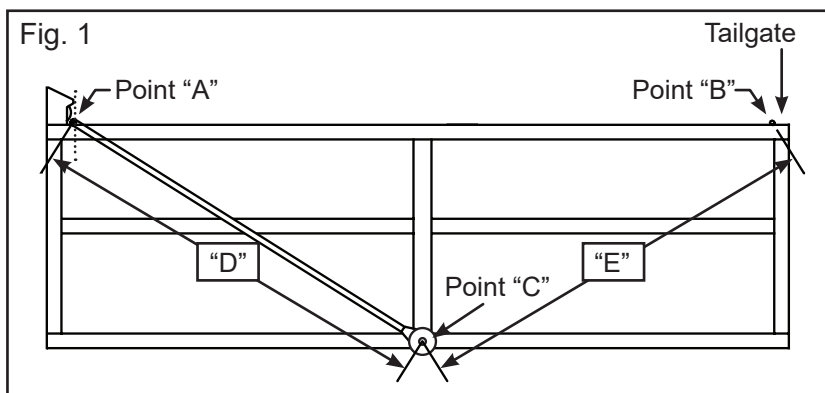 Fig. 1
Tailgate
Point “A”
Point “B”
“D”
“E”
Point “C”